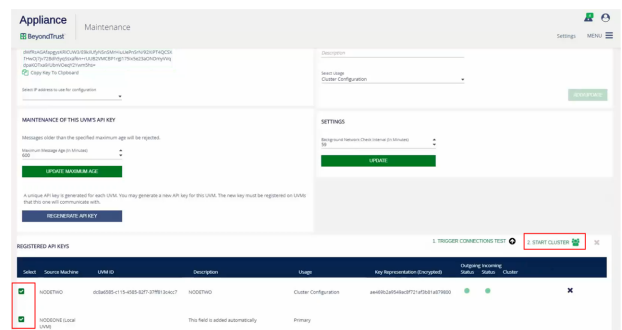 Appliance
BeyondTrust
Maintenance
Settings
MENU
Copy Key To Clipboard
Select IP address to use for configuration
Description
Select Usage
Cluster Configuration
MAINTENANCE OF THIS UVM'S API KEY
Messages older than the specified maximum age will be rejected.
Maximum Message Age (in Minutes)
600
UPDATE MAXIMUM AGE
A unique API key is generated for each UVM. You may generate a new API key for this UVM. The new key must be registered on UVMs
that this one will communicate with.
REGENERATE API KEY
SETTINGS
Background Network Check Interval (in Minutes)
UPDATE
REGISTERED API KEYS
1. TRIGGER CONNECTIONS TEST
2. START CLUSTER
Select Source Machine UVM ID Description Usage Key Representation (Encrypted) Outgoing Status Incoming Status Cluster
NODETWO NODETWO Cluster Configuration
NODEONE (Local UVM) This field is added automatically Primary